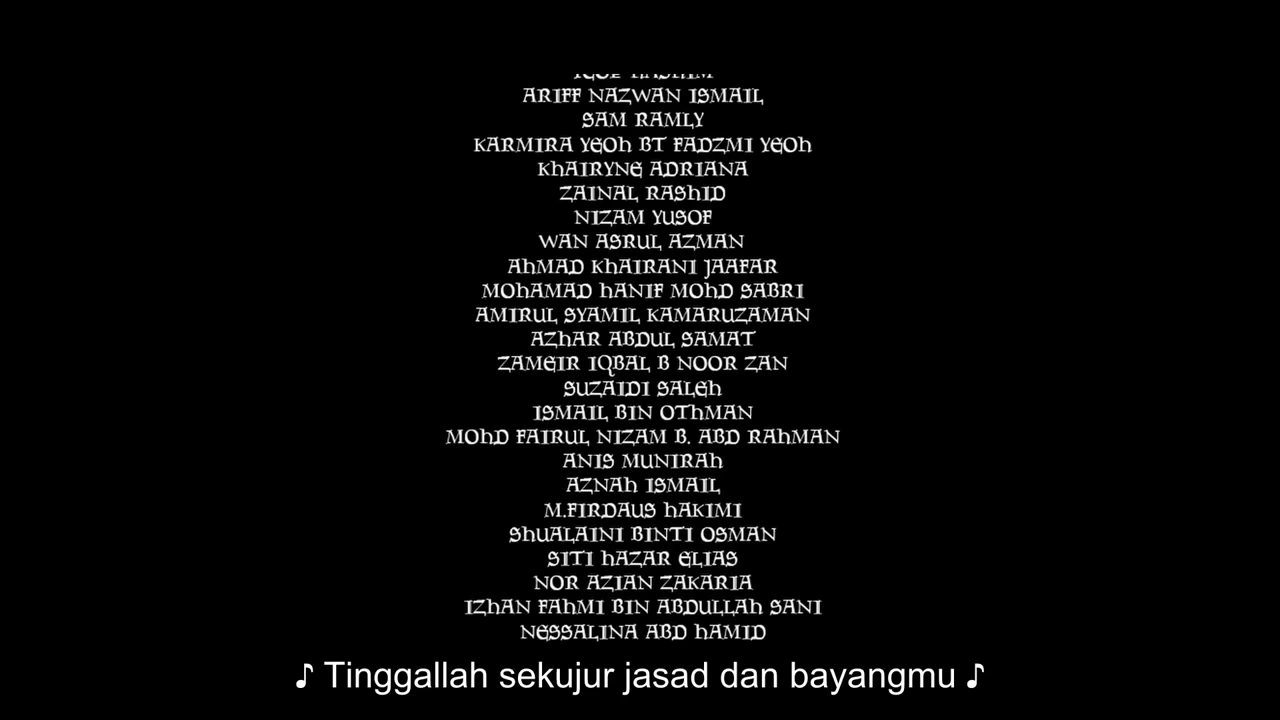 ARIFF NAZWAN ISMAIL
SAM RAMLY
KARMIRA YEOH BT FADZMI YEOH
KHAIRYNE ADRIANA
ZAINAL RASHID
NIZAM YUSOF
WAN ASRUL AZMAN
AHMAD KHAIRANI JAAFAR
MOHAMAD HANIF MOHD SABRI
AMIRUL SYAMIL KAMARUZAMAN
AZHAR ABDUL SAMAT
ZAMEIR IQBAL B NOOR ZAN
SUZAIDI SALEH
ISMAIL BIN OTHMAN
MOHD FAIRUL NIZAM B. ABD RAHMAN
ANIS MUNIRAH
AZNAH ISMAIL
M.FIRDAUS HAKIMI
SHUALAINI BINTI OSMAN
SITI HAZAR ELIAS
NOR AZIAN ZAKARIA
IZHAN FAHMI BIN ABDULLAH SANI
NESSALINA ABD HAMID
♪ Tinggallah sekujur jasad dan bayangmu ♪